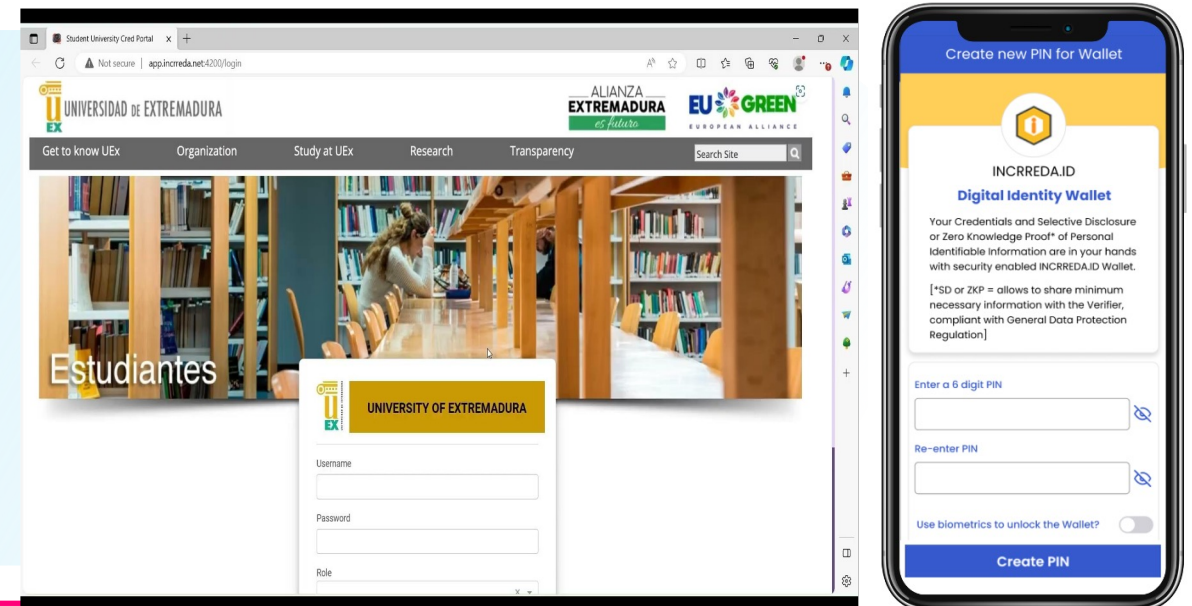 Student University Cred Portal
Not secure | app.incrreda.net:4200/login
UNIVERSIDAD DE EXTREMADURA
UEX
ALIANZA
EXTREMADURA
es futuro
EU GREEN
EUROPEAN ALLIANCE
Get to know UEx Organization Study at UEx Research Transparency Search Site
Estudiantes
UEX
UNIVERSITY OF EXTREMADURA
Username
Password
Role
Create new PIN for Wallet
INCRREDA.ID
Digital Identity Wallet
Your Credentials and Selective Disclosure
or Zero Knowledge Proof* of Personal
Identifiable Information are in your hands
with security enabled INCRREDA.ID Wallet.
[*SD or ZKP = allows to share minimum
necessary information with the Verifier,
compliant with General Data Protection
Regulation]
Enter a 6 digit PIN
Re-enter PIN
Use biometrics to unlock the Wallet?
Create PIN